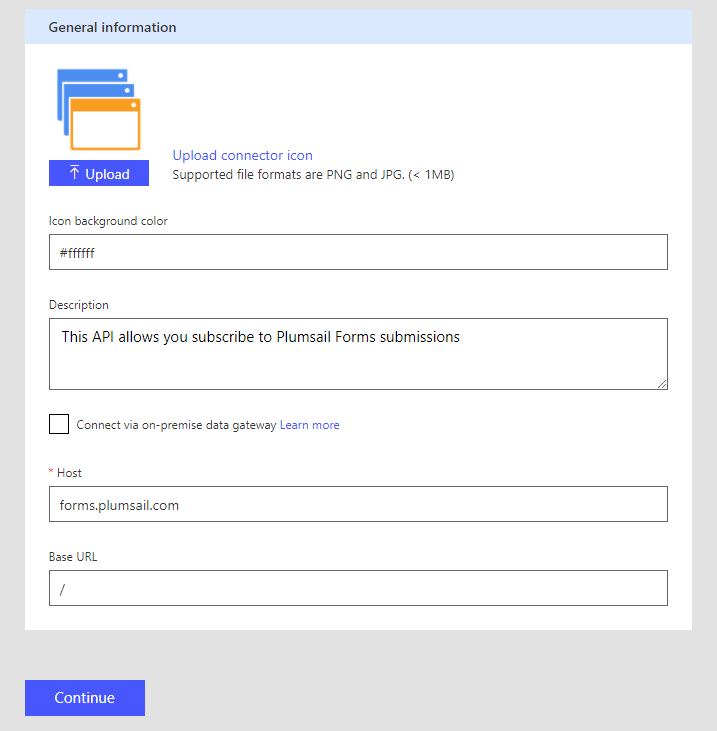 General information
Upload
Upload connector icon
Supported file formats are PNG and JPG. (< 1MB)
Icon background color
#ffffff
Description
This API allows you subscribe to Plumsail Forms submissions
Connect via on-premise data gateway Learn more
* Host
forms.plumsail.com
Base URL
/
Continue